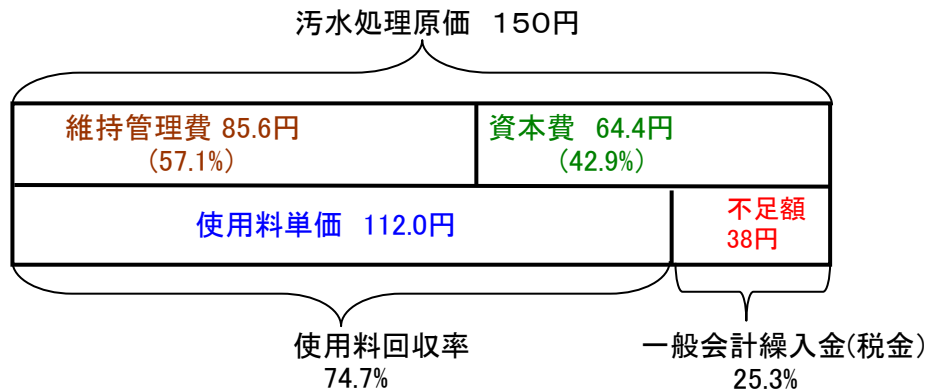 汚水処理原価 150円
維持管理費 85.6円
(57.1%)
資本費 64.4円
(42.9%)
使用料単価 112.0円
不足額
38円
使用料回収率
74.7%
一般会計繰入金(税金)
25.3%